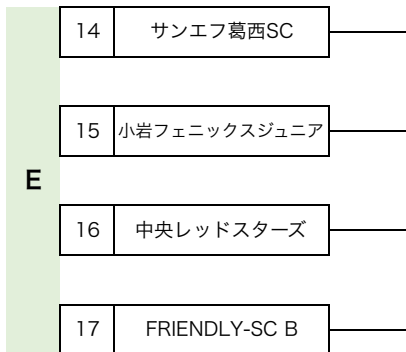 14 サンエフ葛西SC
15 小岩フェニックスジュニア
E
16 中央レッドスターズ
17 FRIENDLY-SC B